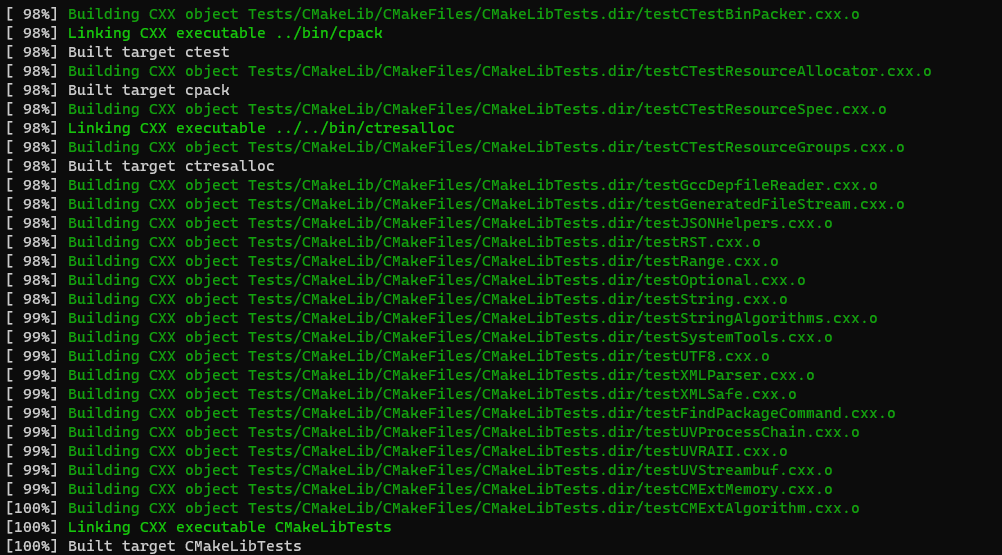 [ 98%] Building CXX object Tests/CMakeLib/CMakeFiles/CMakeLibTests.dir/testCTestBinPacker.cxx.o
[ 98%] Linking CXX executable ../bin/cpack
[ 98%] Built target ctest
[ 98%] Building CXX object Tests/CMakeLib/CMakeFiles/CMakeLibTests.dir/testCTestResourceAllocator.cxx.o
[ 98%] Built target cpack
[ 98%] Building CXX object Tests/CMakeLib/CMakeFiles/CMakeLibTests.dir/testCTestResourceSpec.cxx.o
[ 98%] Linking CXX executable ../../bin/ctresalloc
[ 98%] Building CXX object Tests/CMakeLib/CMakeFiles/CMakeLibTests.dir/testCTestResourceGroups.cxx.o
[ 98%] Built target ctresalloc
[ 98%] Building CXX object Tests/CMakeLib/CMakeFiles/CMakeLibTests.dir/testGccDepfileReader.cxx.o
[ 98%] Building CXX object Tests/CMakeLib/CMakeFiles/CMakeLibTests.dir/testGeneratedFileStream.cxx.o
[ 98%] Building CXX object Tests/CMakeLib/CMakeFiles/CMakeLibTests.dir/testJSONHelpers.cxx.o
[ 98%] Building CXX object Tests/CMakeLib/CMakeFiles/CMakeLibTests.dir/testRST.cxx.o
[ 98%] Building CXX object Tests/CMakeLib/CMakeFiles/CMakeLibTests.dir/testRange.cxx.o
[ 98%] Building CXX object Tests/CMakeLib/CMakeFiles/CMakeLibTests.dir/testOptional.cxx.o
[ 98%] Building CXX object Tests/CMakeLib/CMakeFiles/CMakeLibTests.dir/testString.cxx.o
[ 99%] Building CXX object Tests/CMakeLib/CMakeFiles/CMakeLibTests.dir/testStringAlgorithms.cxx.o
[ 99%] Building CXX object Tests/CMakeLib/CMakeFiles/CMakeLibTests.dir/testSystemTools.cxx.o
[ 99%] Building CXX object Tests/CMakeLib/CMakeFiles/CMakeLibTests.dir/testUTF8.cxx.o
[ 99%] Building CXX object Tests/CMakeLib/CMakeFiles/CMakeLibTests.dir/testXMLParser.cxx.o
[ 99%] Building CXX object Tests/CMakeLib/CMakeFiles/CMakeLibTests.dir/testXMLSafe.cxx.o
[ 99%] Building CXX object Tests/CMakeLib/CMakeFiles/CMakeLibTests.dir/testFindPackageCommand.cxx.o
[ 99%] Building CXX object Tests/CMakeLib/CMakeFiles/CMakeLibTests.dir/testUVProcessChain.cxx.o
[ 99%] Building CXX object Tests/CMakeLib/CMakeFiles/CMakeLibTests.dir/testUVRAII.cxx.o
[ 99%] Building CXX object Tests/CMakeLib/CMakeFiles/CMakeLibTests.dir/testUVStreambuf.cxx.o
[ 99%] Building CXX object Tests/CMakeLib/CMakeFiles/CMakeLibTests.dir/testCMExtMemory.cxx.o
[100%] Building CXX object Tests/CMakeLib/CMakeFiles/CMakeLibTests.dir/testCMExtAlgorithm.cxx.o
[100%] Linking CXX executable CMakeLibTests
[100%] Built target CMakeLibTests